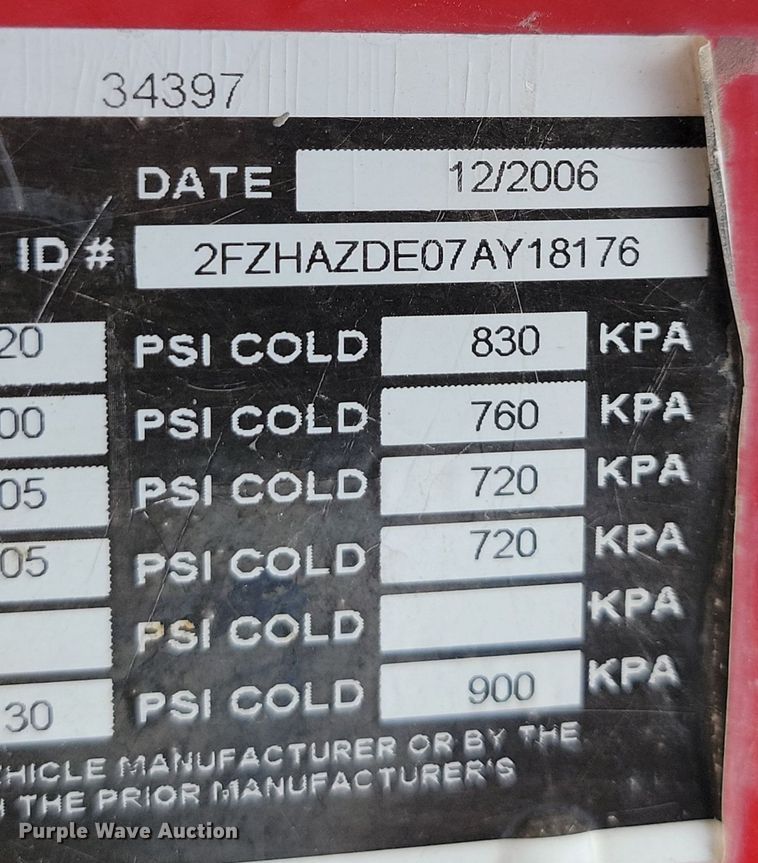 34397
DATE 12/2006
ID # 2FZHAZDE07AY18176
20 PSI COLD 830 KPA
00 PSI COLD 760 KPA
05 PSI COLD 720 KPA
05 PSI COLD 720 KPA
PSI COLD KPA
30 PSI COLD 900 KPA
HICLE MANUFACTURER OR BY THE
THE PRIOR MANUFACTURER'S
Purple Wave Auction